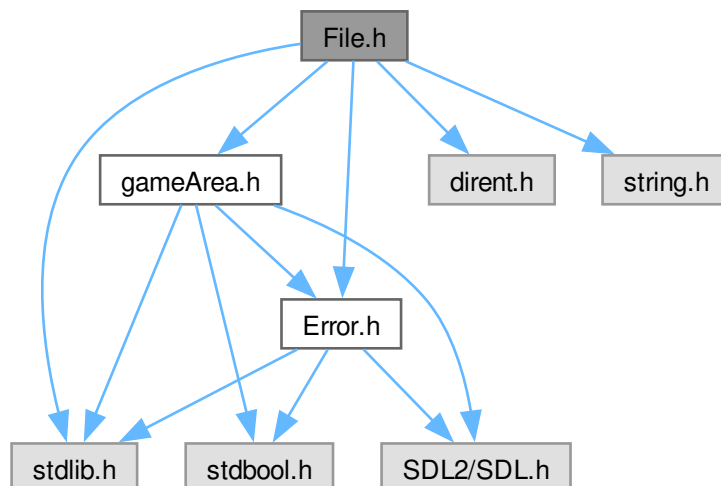 File.h
gameArea.h
dirent.h
string.h
Error.h
stdlib.h
stdbool.h
SDL2/SDL.h